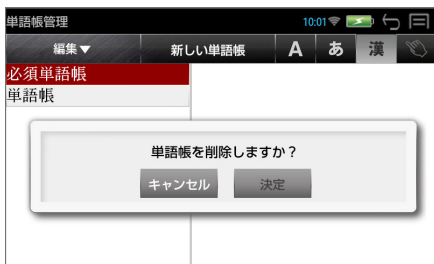 単語帳管理 10:01
編集▼ 新しい単語帳 A あ 漢
必須単語帳
単語帳
単語帳を削除しますか？
キャンセル 決定